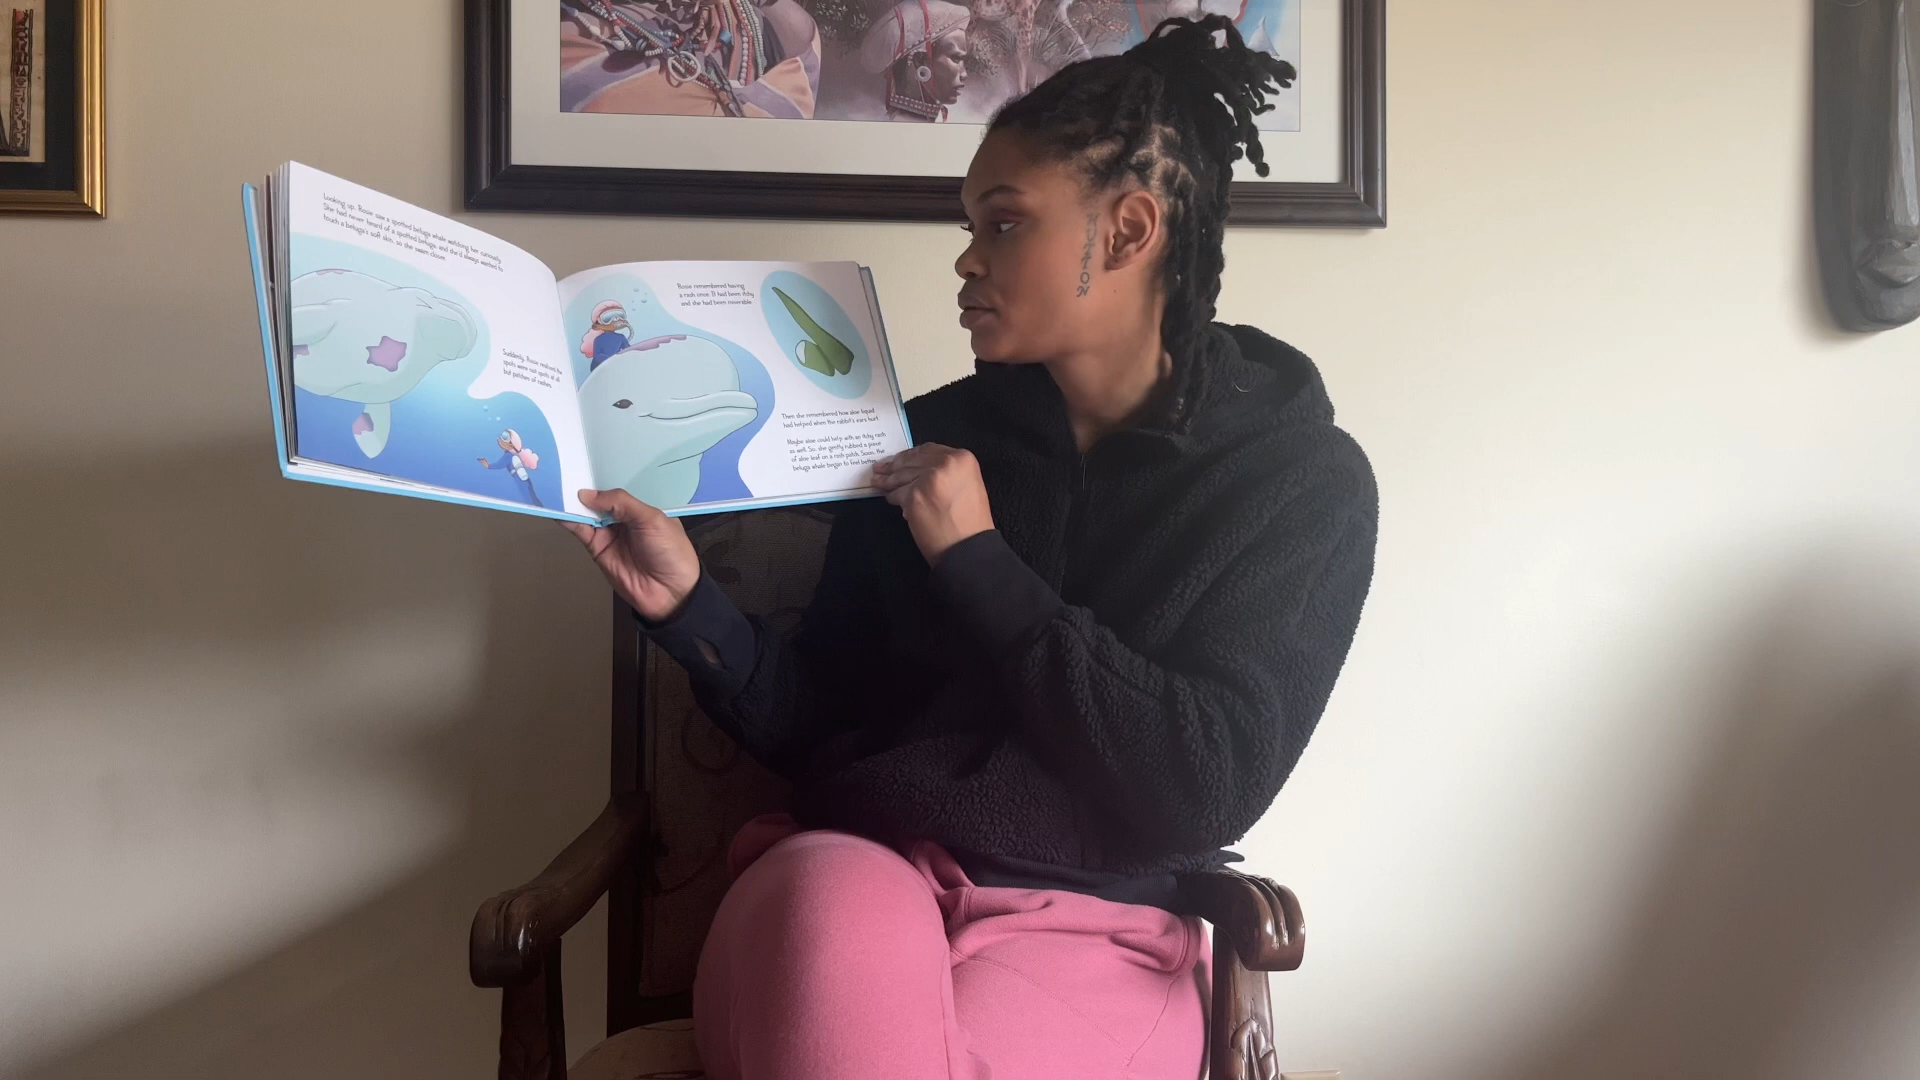 Looking up, Rosie saw a spotted beluga whale watching her curiously.
She had never heard of a spotted beluga, and she'd always wanted to
touch a beluga's soft skin, so she swam closer.
Suddenly, Rosie realized the
spots were not spots at all
but patches of rashes.
Rosie remembered having
a rash once. It had been itchy
and she had been miserable.
Then she remembered how aloe liquid
had helped when the rabbit's ears hurt.
Maybe aloe could help with an itchy rash
as well. So, she gently rubbed a piece
of aloe leaf on a rash patch. Soon, the
beluga whale began to feel better.